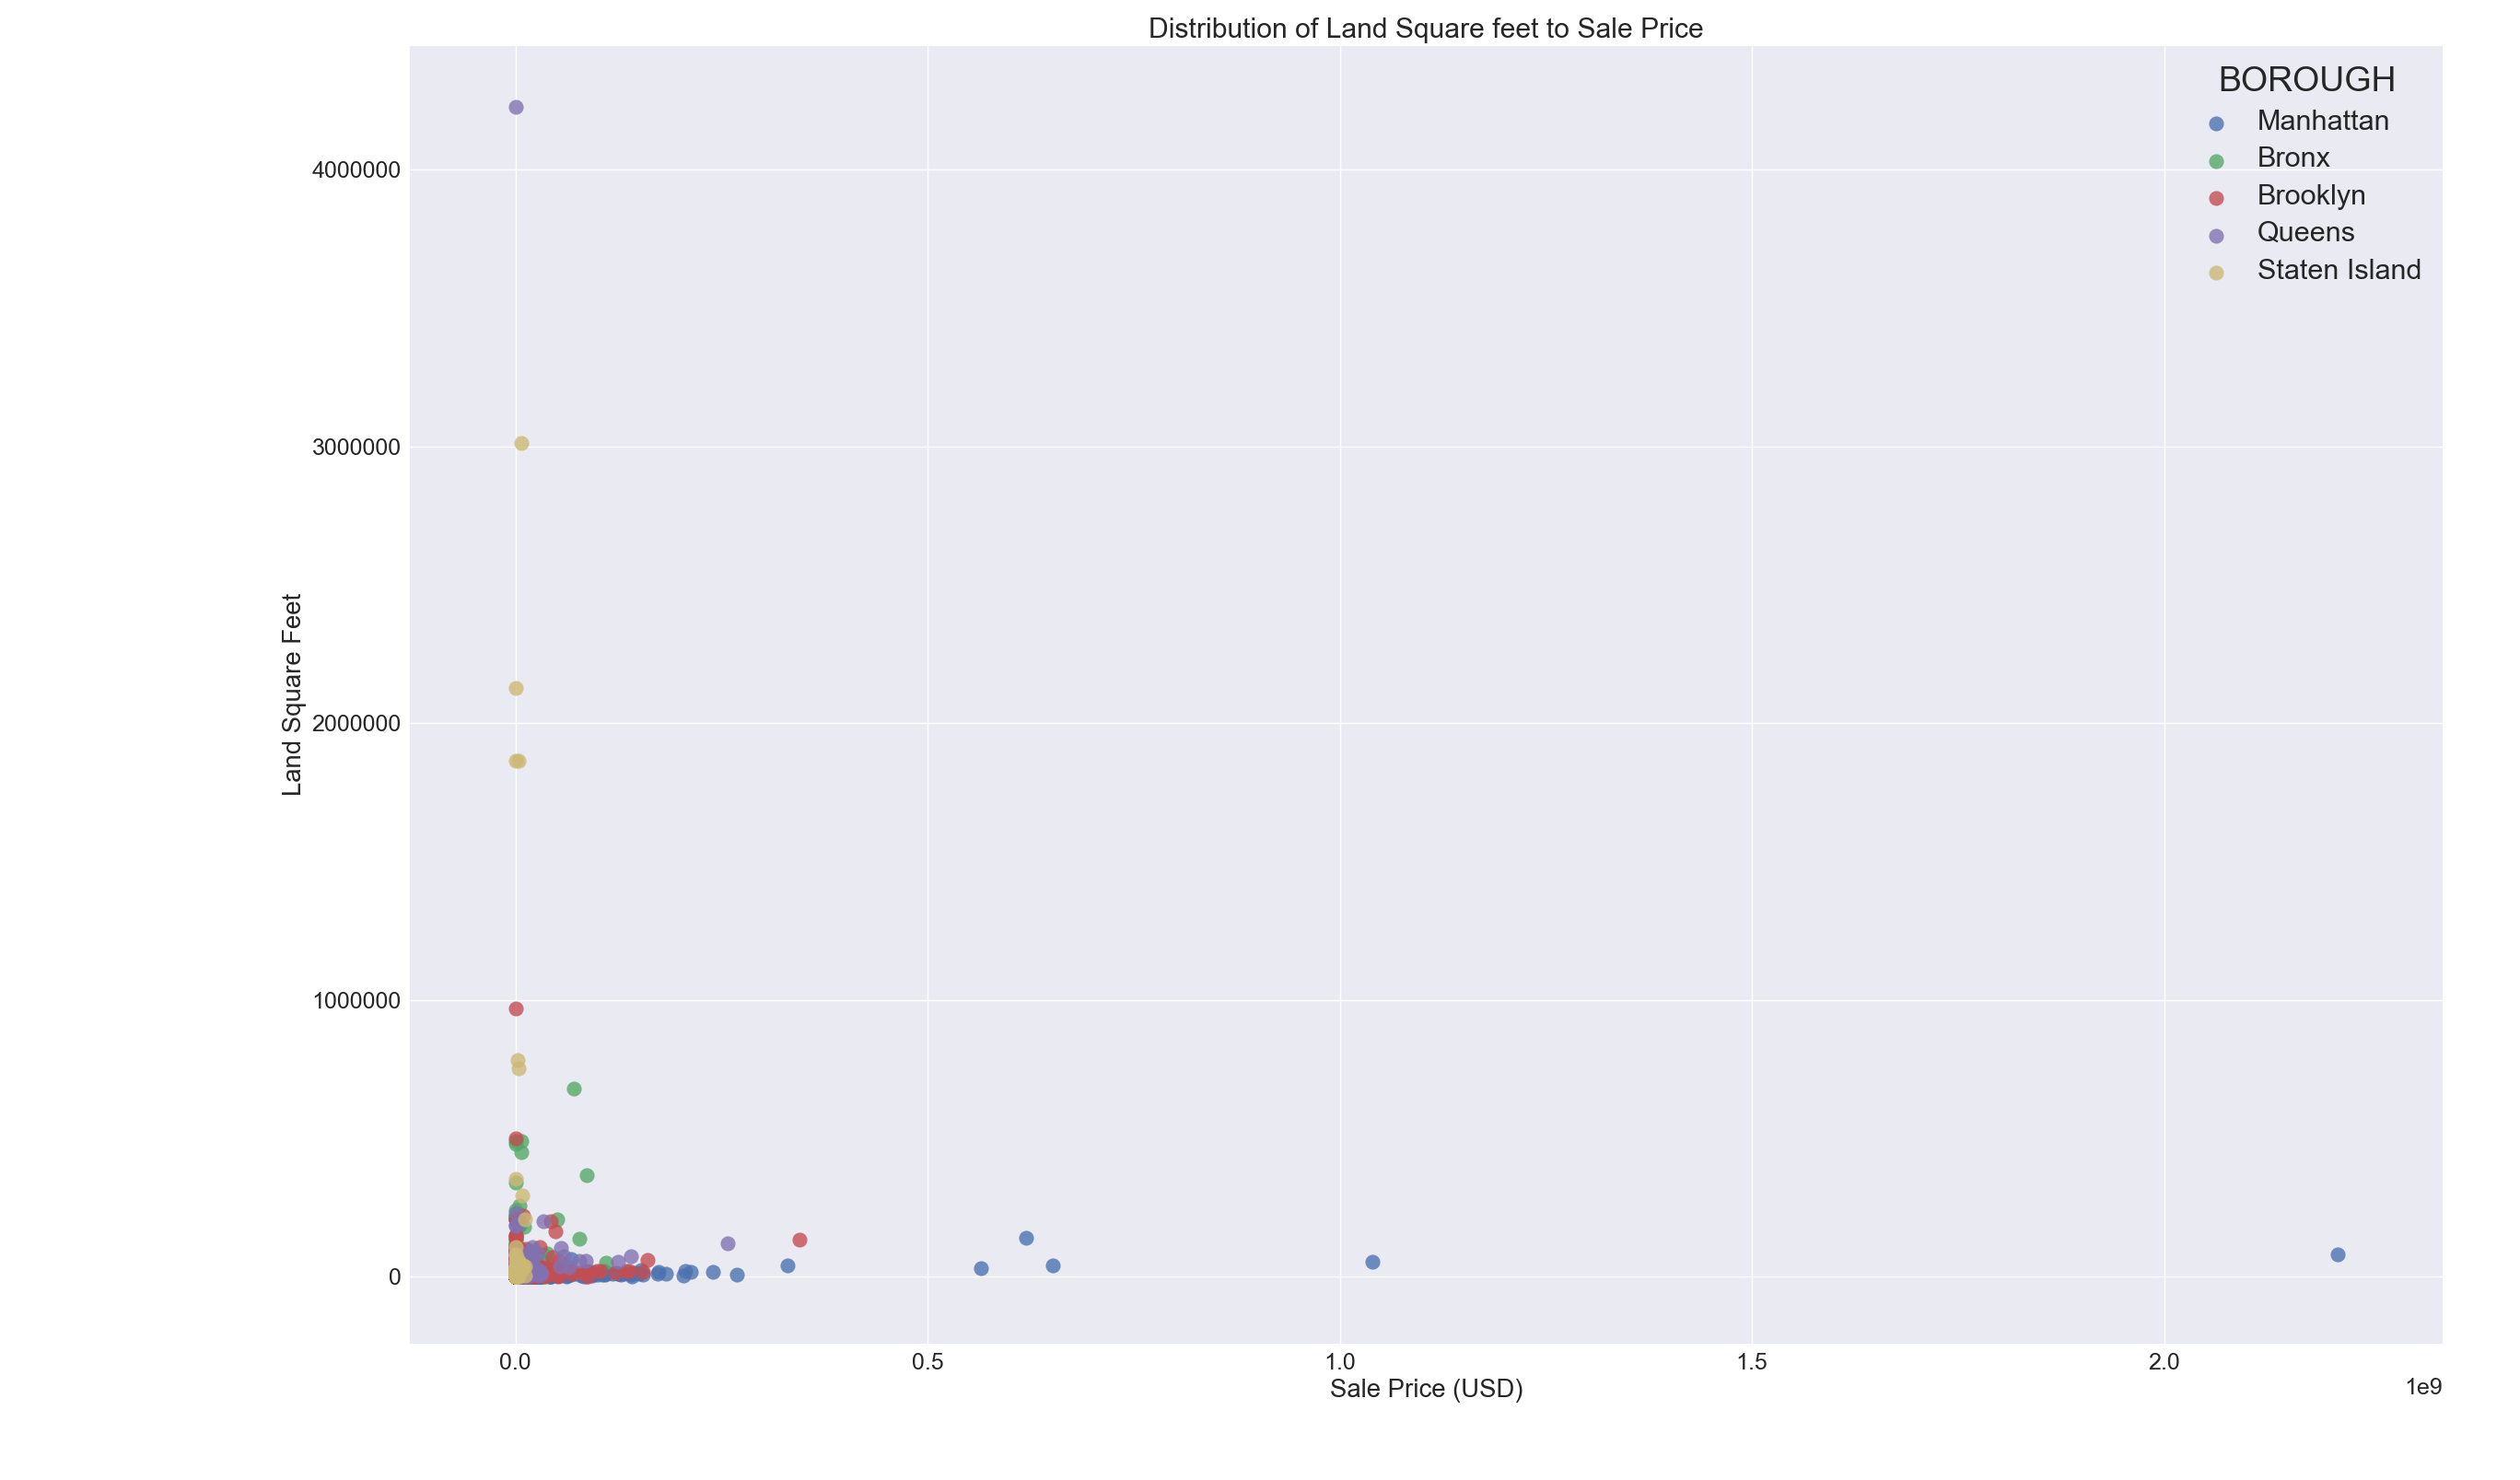 Distribution of Land Square feet to Sale Price
BOROUGH
Manhattan
Bronx
Brooklyn
Queens
Staten Island
Land Square Feet
4000000
3000000
2000000
1000000
0
0.0
0.5
1.0
1.5
2.0
1e9
Sale Price (USD)